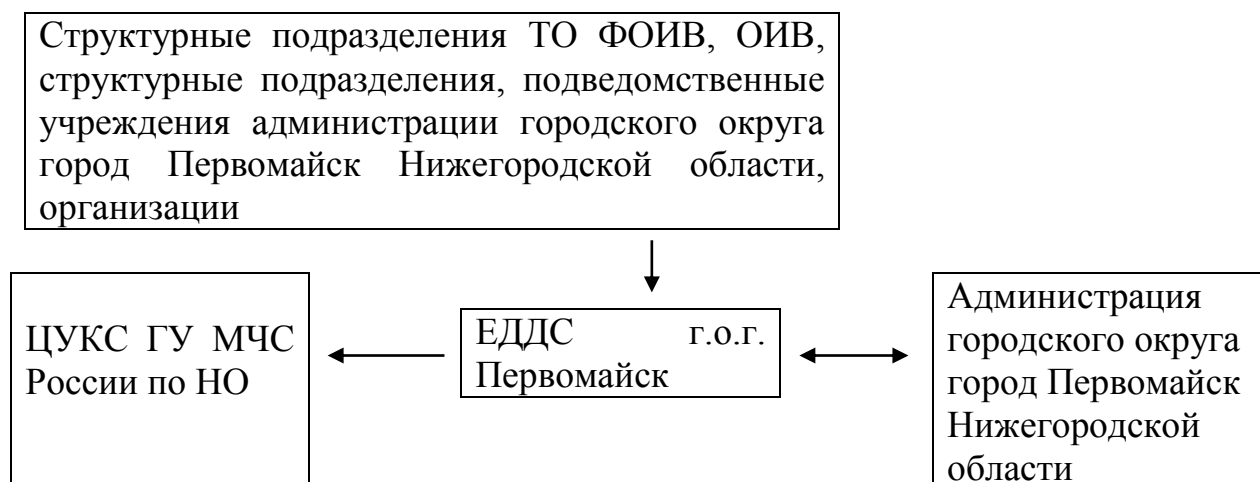 Структурные подразделения ТО ФОИВ, ОИВ,
структурные подразделения, подведомственные
учреждения администрации городского округа
город Первомайск Нижегородской области,
организации
ЦУКС ГУ МЧС
России по НО
ЕДДС г.о.г.
Первомайск
Администрация
городского округа
город Первомайск
Нижегородской
области